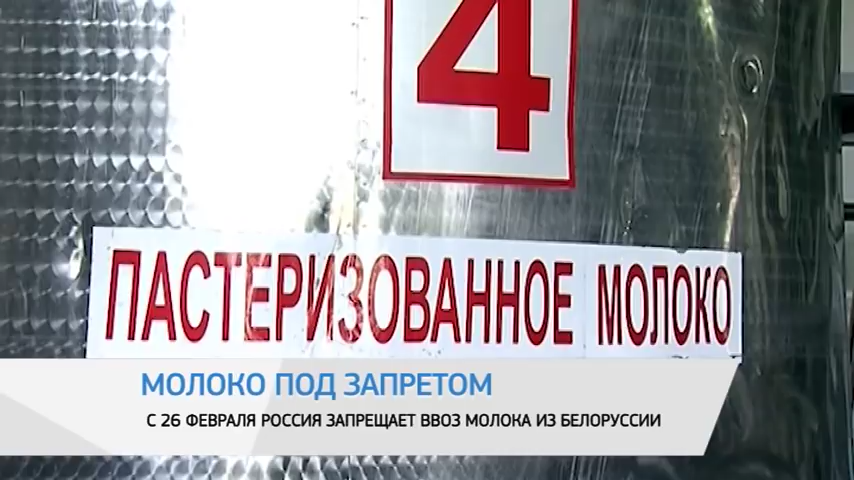 4
ПАСТЕРИЗОВАННОЕ МОЛОКО
МОЛОКО ПОД ЗАПРЕТОМ
С 26 ФЕВРАЛЯ РОССИЯ ЗАПРЕЩАЕТ ВВОЗ МОЛОКА ИЗ БЕЛОРУССИИ